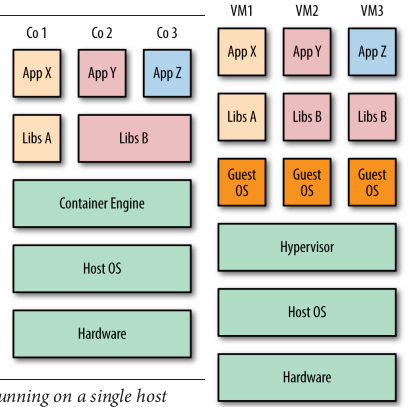 Co 1 Co 2 Co 3
App X App Y App Z
Libs A Libs B
Container Engine
Host OS
Hardware
unning on a single host
VM1 VM2 VM3
App X App Y App Z
Libs A Libs B Libs B
Guest OS Guest OS Guest OS
Hypervisor
Host OS
Hardware